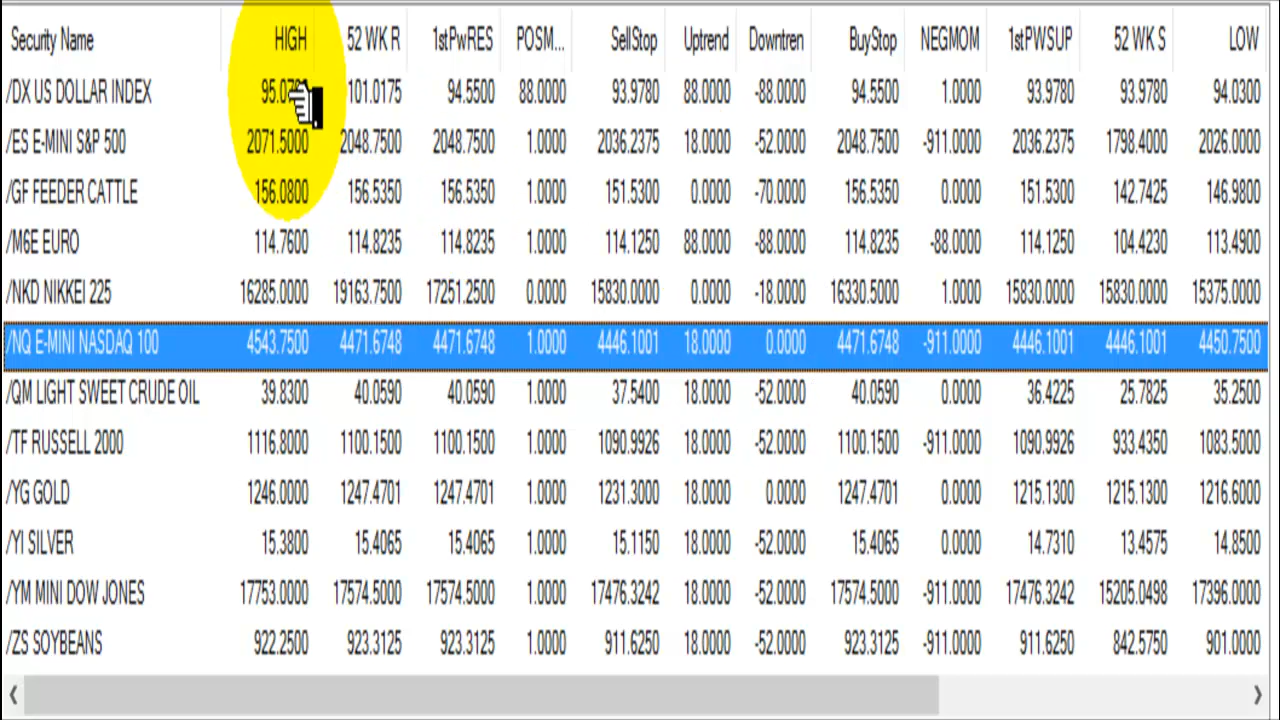 Security Name HIGH 52 WK R 1stPwRES POSM... SellStop Uptrend Downtren BuyStop NEGMOM 1stPWSUP 52 WK S LOW
/DX US DOLLAR INDEX 101.0175 94.5500 88.0000 93.9780 88.0000 -88.0000 94.5500 1.0000 93.9780 93.9780 94.0300
/ES E-MINI S&P 500 2071.5000 2048.7500 2048.7500 1.0000 2036.2375 18.0000 -52.0000 2048.7500 -911.0000 2036.2375 1798.4000 2026.0000
/GF FEEDER CATTLE 156.0800 156.5350 156.5350 1.0000 151.5300 0.0000 -70.0000 156.5350 0.0000 151.5300 142.7425 146.9800
/M6E EURO 114.7600 114.8235 114.8235 1.0000 114.1250 88.0000 -88.0000 114.8235 -88.0000 114.1250 104.4230 113.4900
/NKD NIKKEI 225 16285.0000 19163.7500 17251.2500 0.0000 15830.0000 0.0000 -18.0000 16330.5000 1.0000 15830.0000 15830.0000 15375.0000
/NQ E-MINI NASDAQ 100 4543.7500 4471.6748 4471.6748 1.0000 4446.1001 18.0000 0.0000 4471.6748 -911.0000 4446.1001 4446.1001 4450.7500
/QM LIGHT SWEET CRUDE OIL 39.8300 40.0590 40.0590 1.0000 37.5400 18.0000 -52.0000 40.0590 0.0000 36.4225 25.7825 35.2500
/TF RUSSELL 2000 1116.8000 1100.1500 1100.1500 1.0000 1090.9926 18.0000 -52.0000 1100.1500 -911.0000 1090.9926 933.4350 1083.5000
/YG GOLD 1246.0000 1247.4701 1247.4701 1.0000 1231.3000 18.0000 0.0000 1247.4701 0.0000 1215.1300 1215.1300 1216.6000
/YI SILVER 15.3800 15.4065 15.4065 1.0000 15.1150 18.0000 -52.0000 15.4065 0.0000 14.7310 13.4575 14.8500
/YM MINI DOW JONES 17753.0000 17574.5000 17574.5000 1.0000 17476.3242 18.0000 -52.0000 17574.5000 -911.0000 17476.3242 15205.0498 17396.0000
/ZS SOYBEANS 922.2500 923.3125 923.3125 1.0000 911.6250 18.0000 -52.0000 923.3125 -911.0000 911.6250 842.5750 901.0000